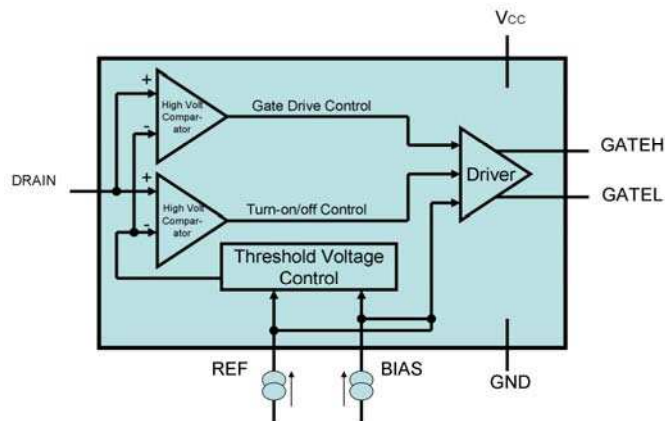 Vcc
+
High Volt
Compar-
ator
-
Gate Drive Control
GATEH
DRAIN
Driver
+
High Volt
Compar-
ator
-
GATEL
Turn-on/off Control
Threshold Voltage
Control
REF
BIAS
GND